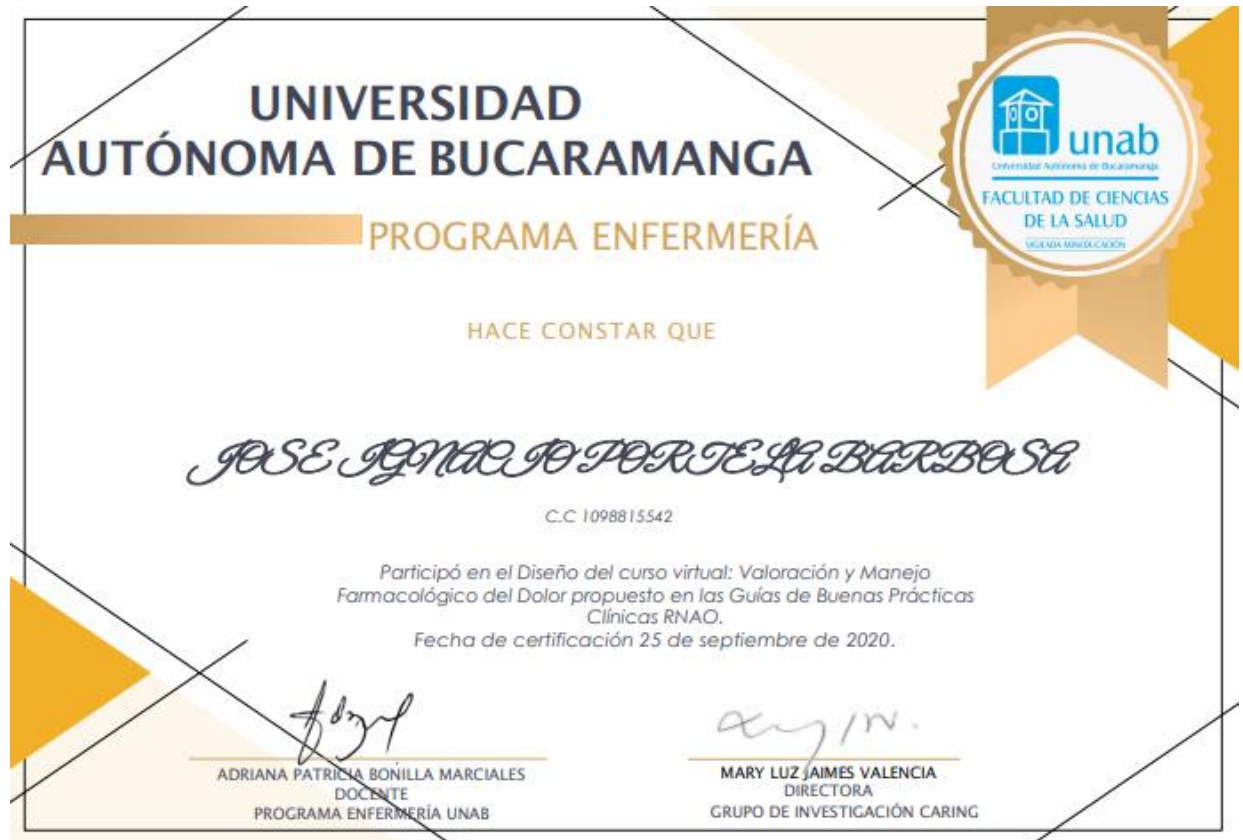 UNIVERSIDAD
AUTÓNOMA DE BUCARAMANGA
PROGRAMA ENFERMERÍA
unab
Universidad Autónoma de Bucaramanga
FACULTAD DE CIENCIAS
DE LA SALUD
VIGILADA MINEDUCACIÓN
HACE CONSTAR QUE
JOSE IGNACIO PORTELA BARBOSA
C.C 1098815542
Participó en el Diseño del curso virtual: Valoración y Manejo
Farmacológico del Dolor propuesto en las Guías de Buenas Prácticas
Clínicas RNAO.
Fecha de certificación 25 de septiembre de 2020.
ADRIANA PATRICIA BONILLA MARCIALES
DOCENTE
PROGRAMA ENFERMERÍA UNAB
MARY LUZ JAIMES VALENCIA
DIRECTORA
GRUPO DE INVESTIGACIÓN CARING